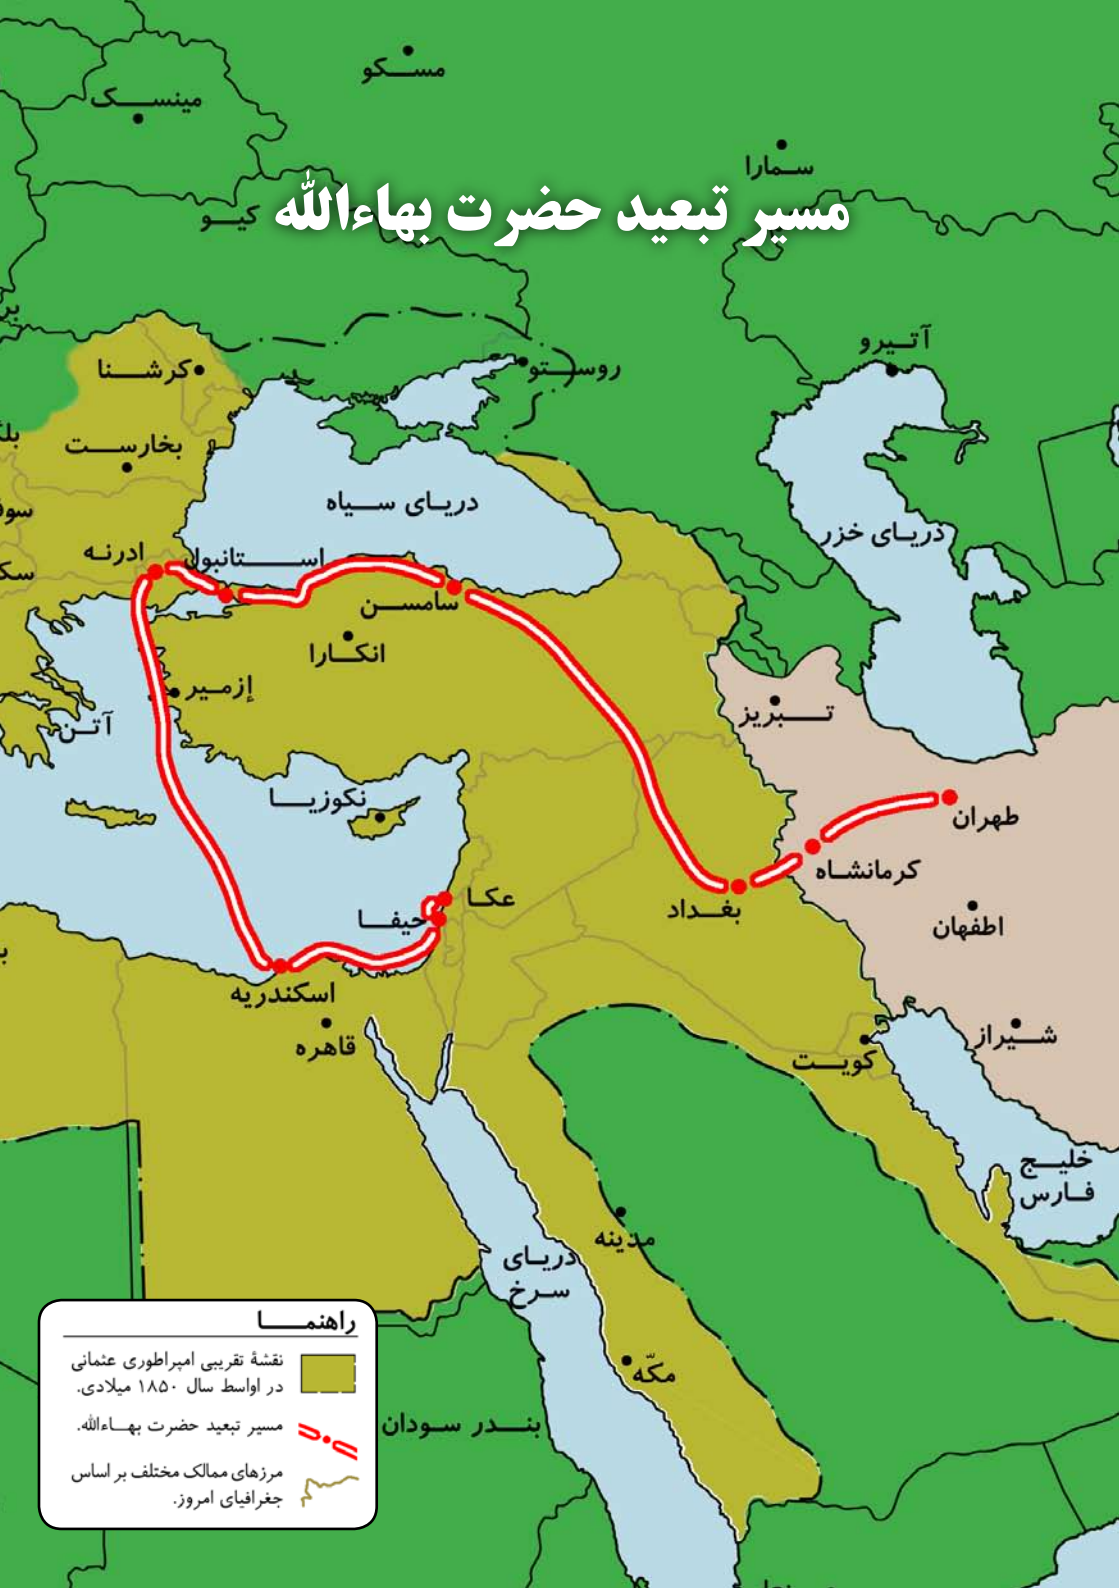 مسکو
مینسک
سمارا
مسیر تبعید حضرت بهاءالله
کیو
آتیرو
کرشنا
روستو
بخارست
دریای سیاه
دریای خزر
ادرنه
استانبول
سامسن
انکارا
إزمیر
آتن
تبریز
نکوزیا
طهران
کرمانشاه
عکا
حیفا
بغداد
اطفهان
اسکندریه
قاهره
شیراز
کویت
خلیج
فارس
مدینه
دریای
سرخ
مکّه
بندر سودان
راهنما
نقشهٔ تقریبی امپراطوری عثمانی
در اواسط سال ۱۸۵۰ میلادی.
مسیر تبعید حضرت بهاءالله.
مرزهای ممالک مختلف بر اساس
جغرافیای امروز.